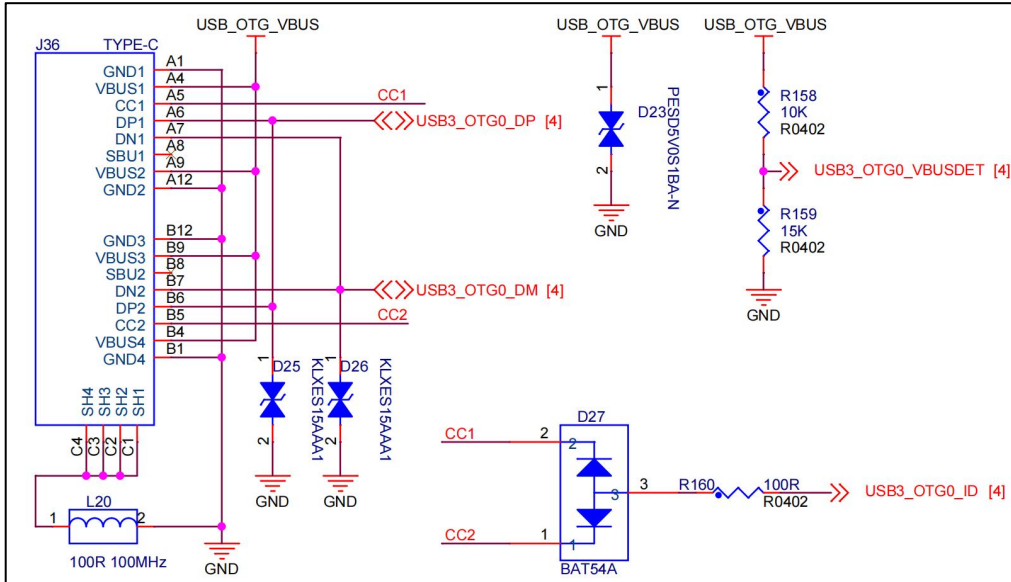 USB_OTG_VBUS
J36 TYPE-C
GND1 A1
VBUS1 A4
CC1 A5 CC1
DP1 A6 USB3_OTG0_DP [4]
DN1 A7
SBU1 A8
VBUS2 A9
GND2 A12
GND3 B12
VBUS3 B9
SBU2 B8
DN2 B7 USB3_OTG0_DM [4]
DP2 B6
CC2 B5 CC2
VBUS4 B4
GND4 B1
SH4 SH3 SH2 SH1
C4 C3 C2 C1
1 L20 2
100R 100MHz
GND
1 D25 KLXES15AAA1
2
GND
1 D26 KLXES15AAA1
2
GND
USB_OTG_VBUS
1
D23 PESD5V0S1BA-N
2
GND
USB_OTG_VBUS
R158
10K
R0402
USB3_OTG0_VBUSDET [4]
R159
15K
R0402
GND
D27
CC1 2 2
3 3 R160 100R USB3_OTG0_ID [4]
R0402
CC2 1 1
BAT54A